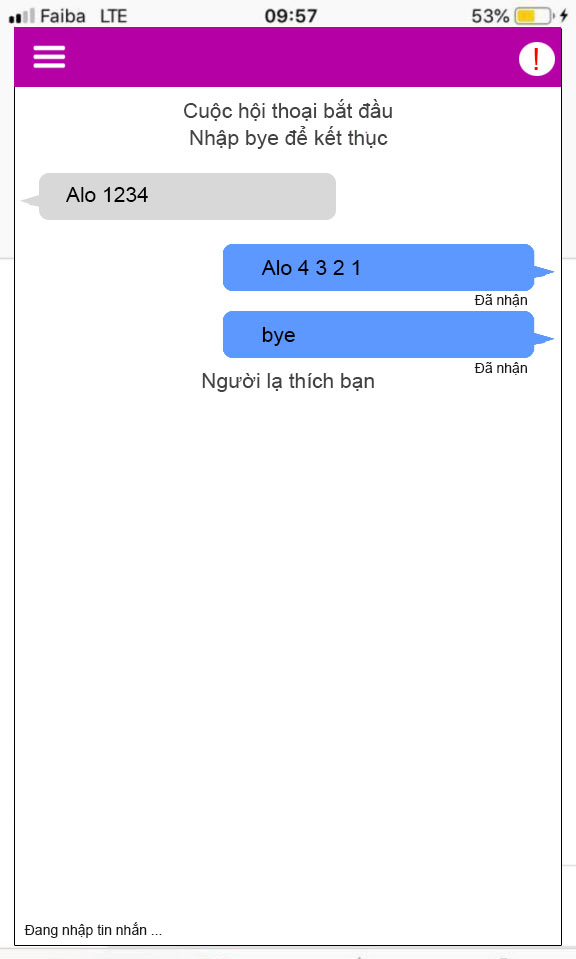 Faiba LTE 09:57 53%
!
Cuộc hội thoại bắt đầu
Nhập bye để kết thục
Alo 1234
Alo 4 3 2 1
Đã nhận
bye
Đã nhận
Người lạ thích bạn
Đang nhập tin nhắn ...